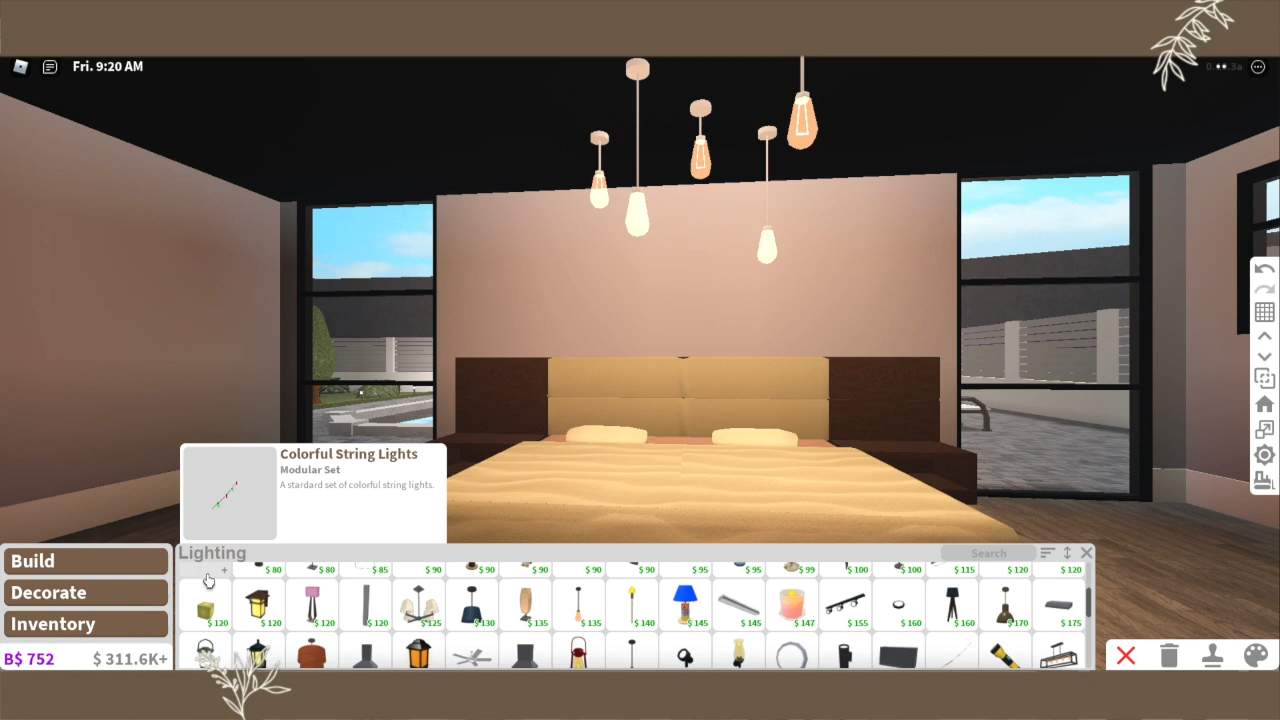 Fri. 9:20 AM
Colorful String Lights
Modular Set
A stardard set of colorful string lights.
Lighting
Search
Build
Decorate
Inventory
B$ 752 $ 311.6K+
+ $ 80 $ 80 $ 85 $ 90 $ 90 $ 90 $ 90 $ 90 $ 95 $ 95 $ 99 $ 100 $ 100 $ 115 $ 120 $ 120
$ 120 $ 120 $ 120 $ 120 $ 125 $ 130 $ 135 $ 135 $ 140 $ 145 $ 145 $ 147 $ 155 $ 160 $ 160 $ 170 $ 175